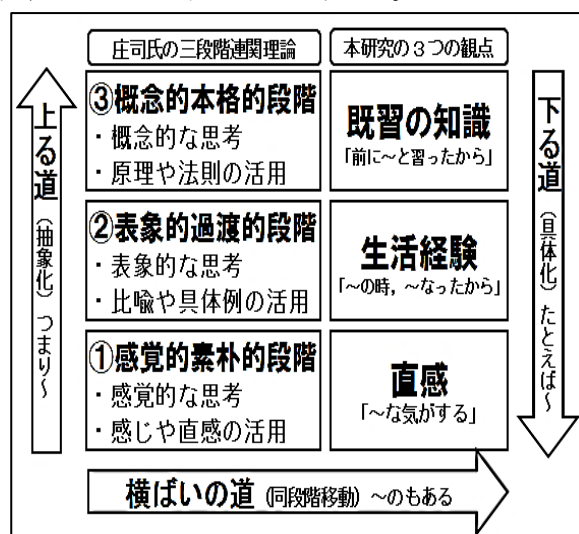 庄司氏の三段階連関理論
本研究の3つの観点
上る道(抽象化)つまり~
③概念的本格的段階
・概念的な思考
・原理や法則の活用
既習の知識
「前に~と習ったから」
②表象的過渡的段階
・表象的な思考
・比喩や具体例の活用
生活経験
「~の時,~なったから」
①感覚的素朴的段階
・感覚的な思考
・感じや直感の活用
直感
「~な気がする」
下る道(具体化)たとえば~
横ばいの道(同段階移動)~のもある